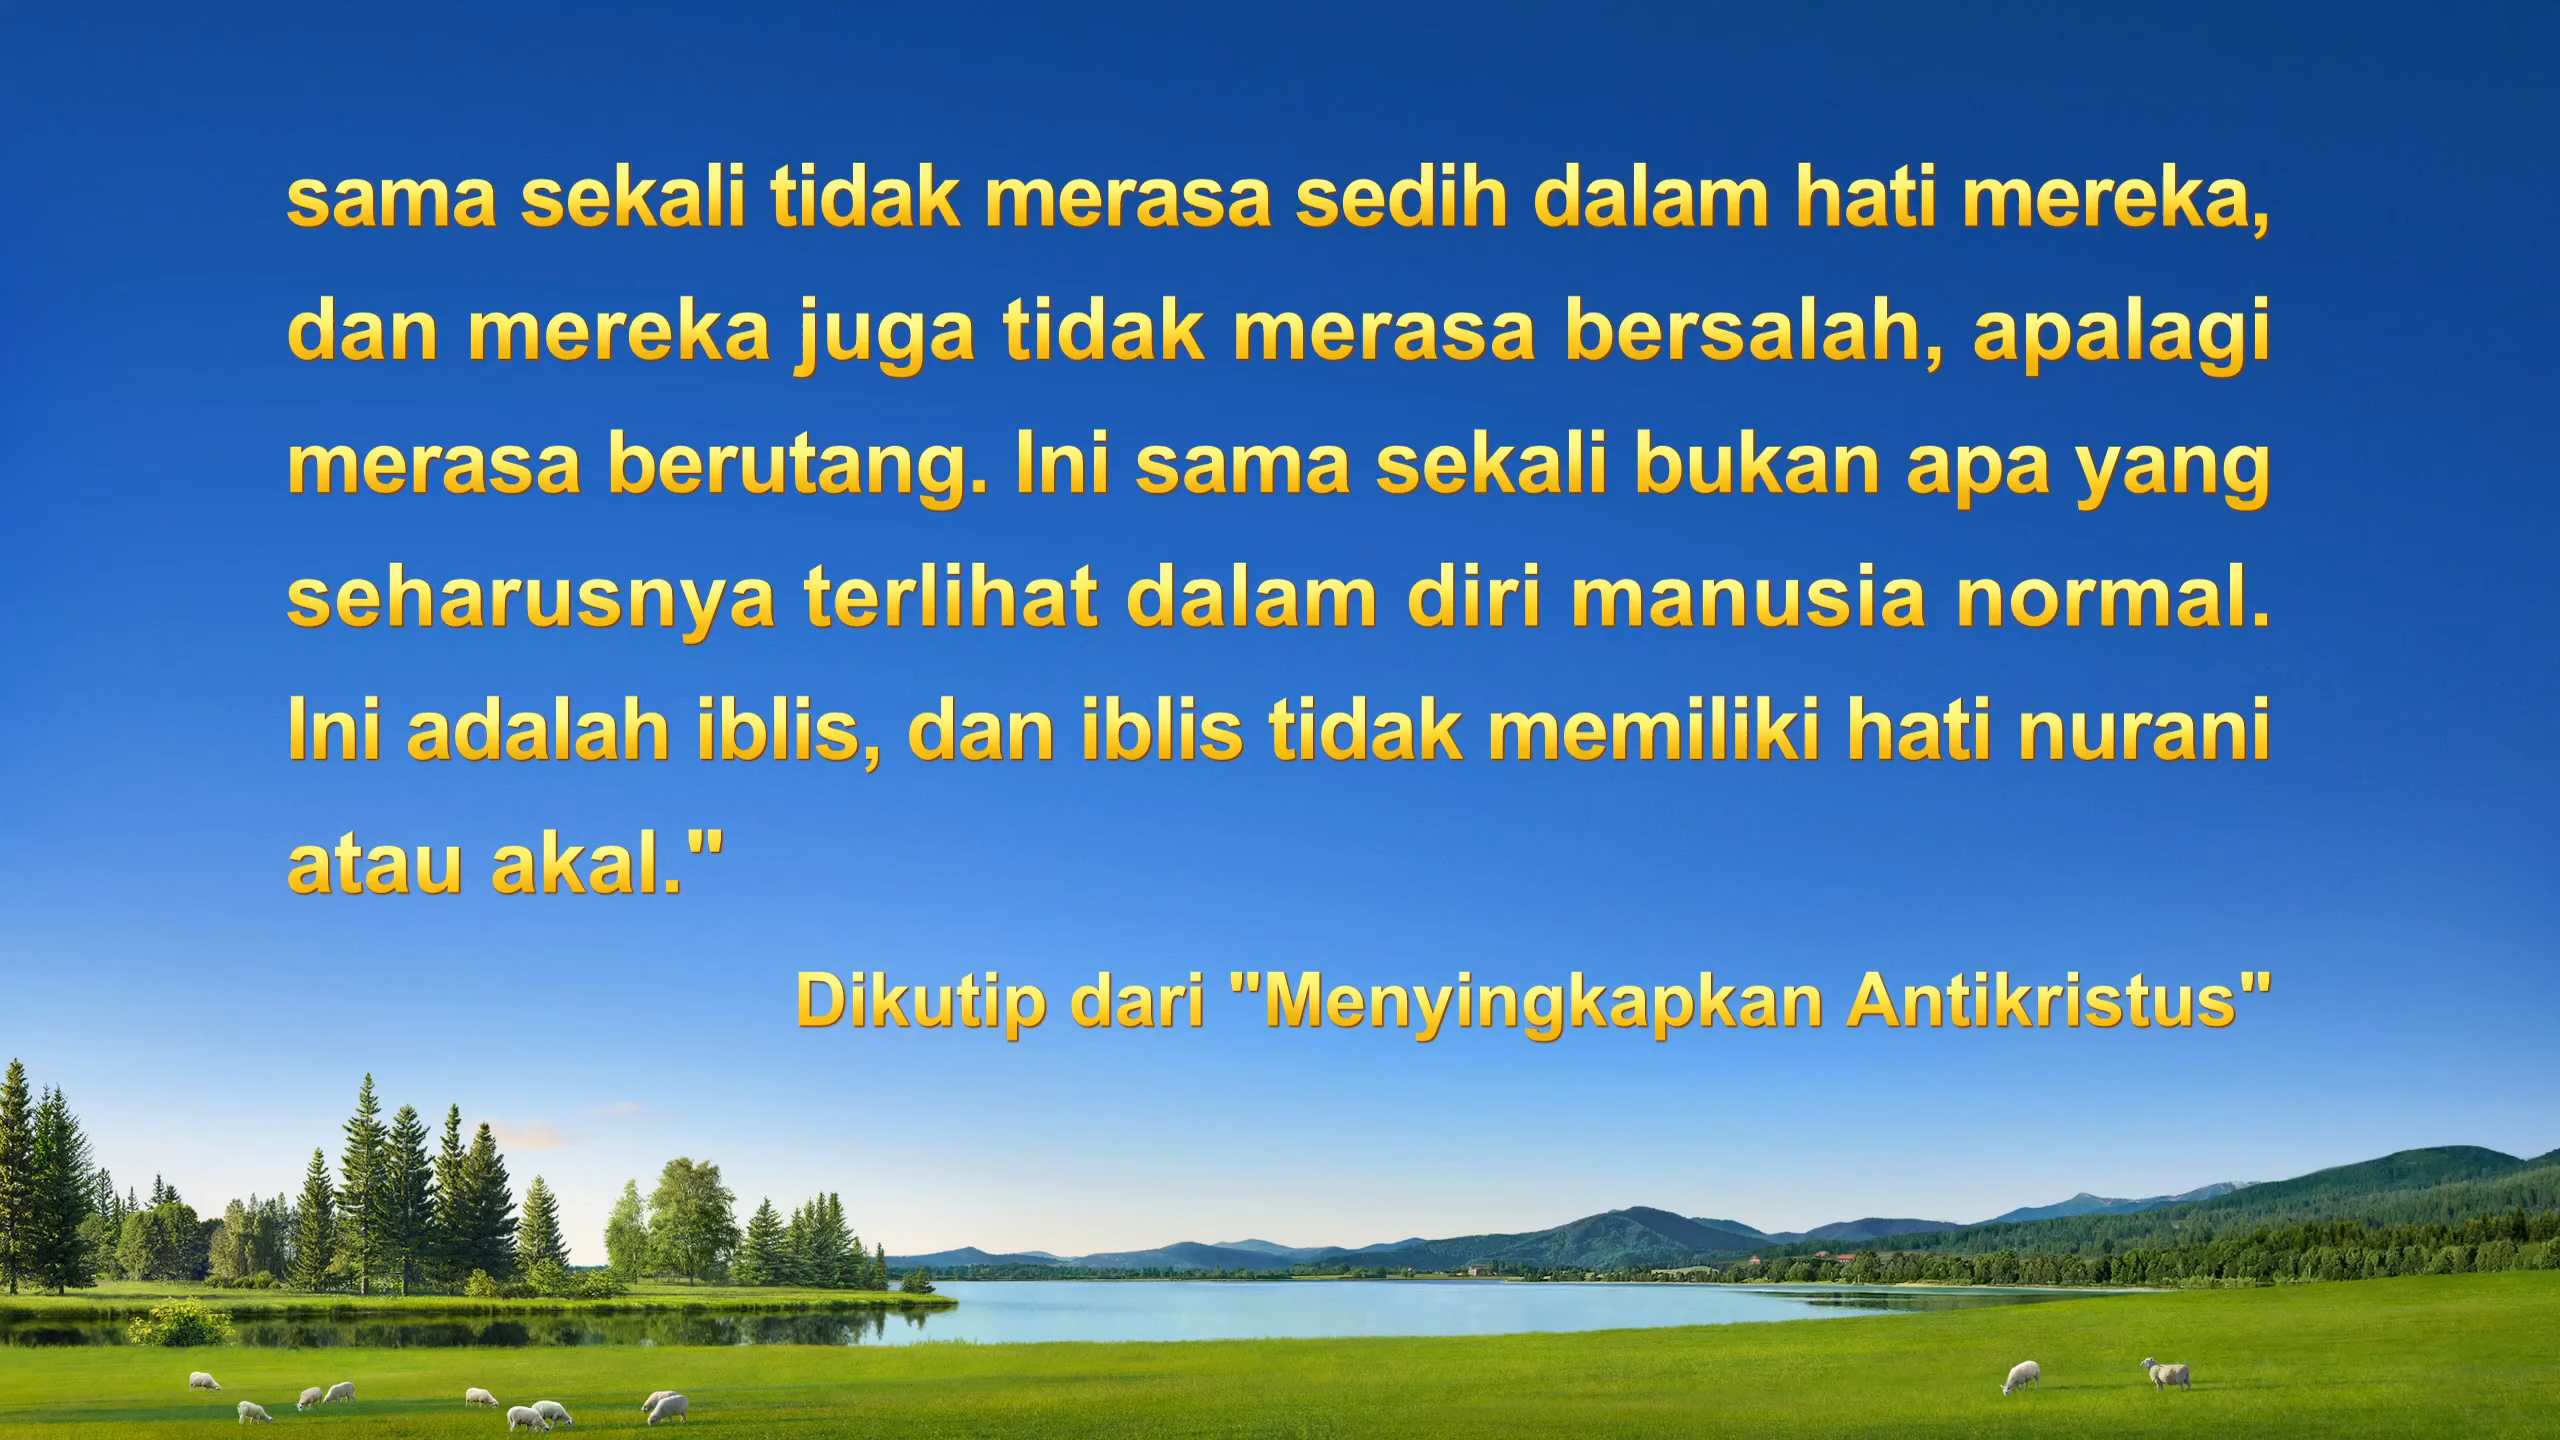 sama sekali tidak merasa sedih dalam hati mereka,
dan mereka juga tidak merasa bersalah, apalagi
merasa berutang. Ini sama sekali bukan apa yang
seharusnya terlihat dalam diri manusia normal.
Ini adalah iblis, dan iblis tidak memiliki hati nurani
atau akal."
Dikutip dari "Menyingkapkan Antikristus"